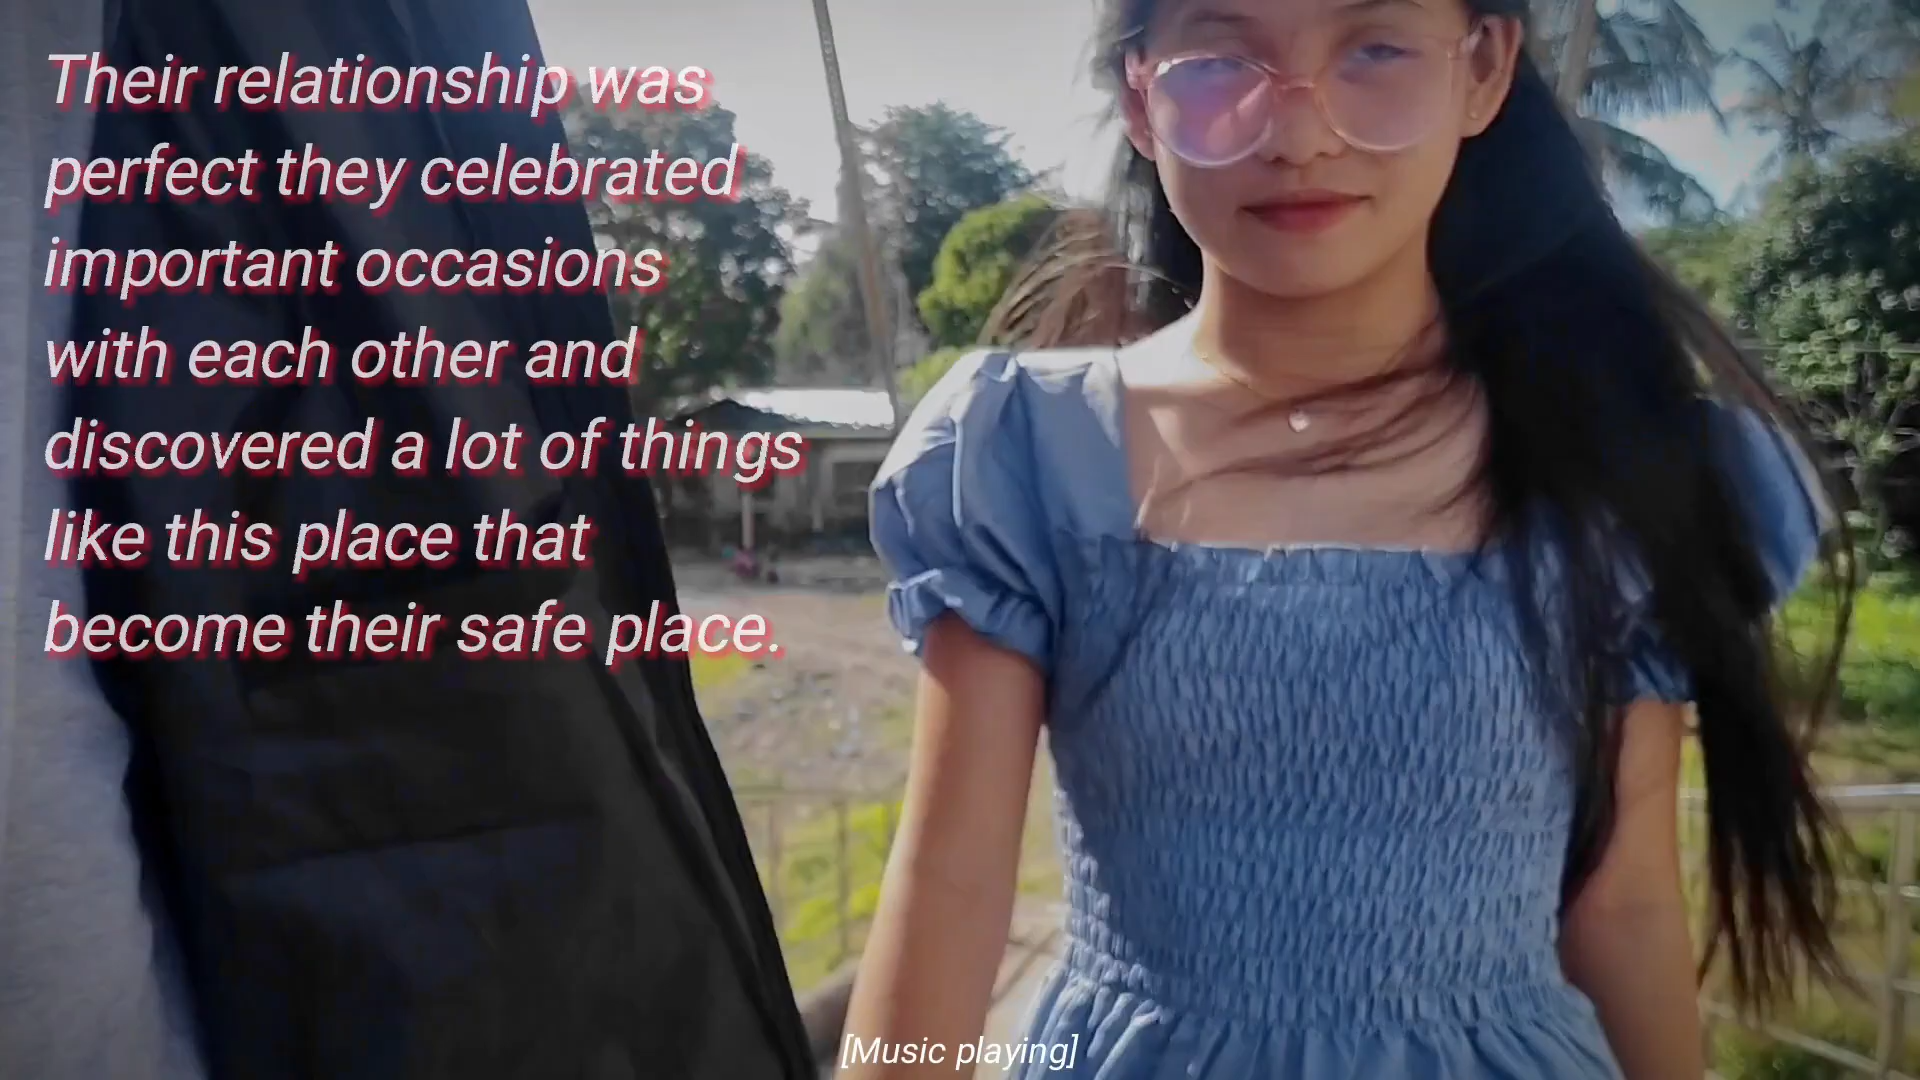 Their relationship was
perfect they celebrated
important occasions
with each other and
discovered a lot of things
like this place that
become their safe place.
[Music playing]